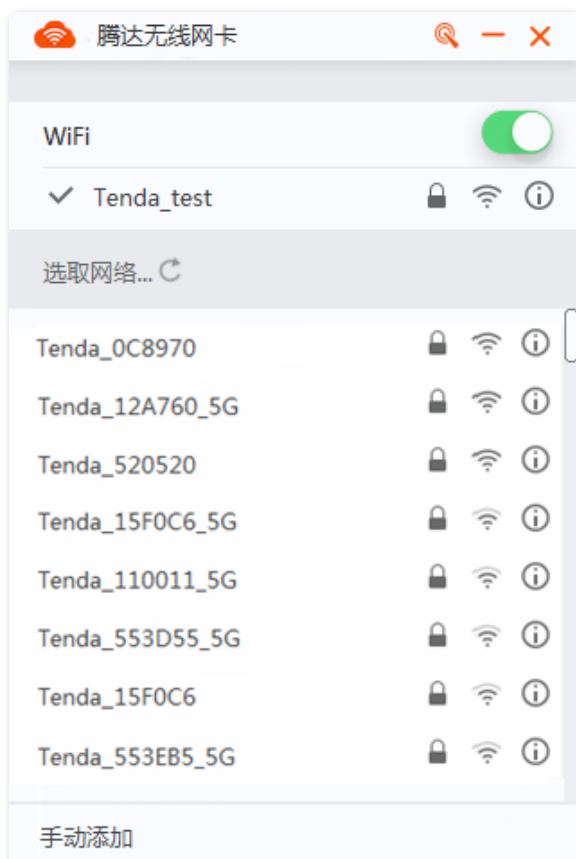 腾达无线网卡
WiFi
Tenda_test
选取网络...
Tenda_0C8970
Tenda_12A760_5G
Tenda_520520
Tenda_15F0C6_5G
Tenda_110011_5G
Tenda_553D55_5G
Tenda_15F0C6
Tenda_553EB5_5G
手动添加